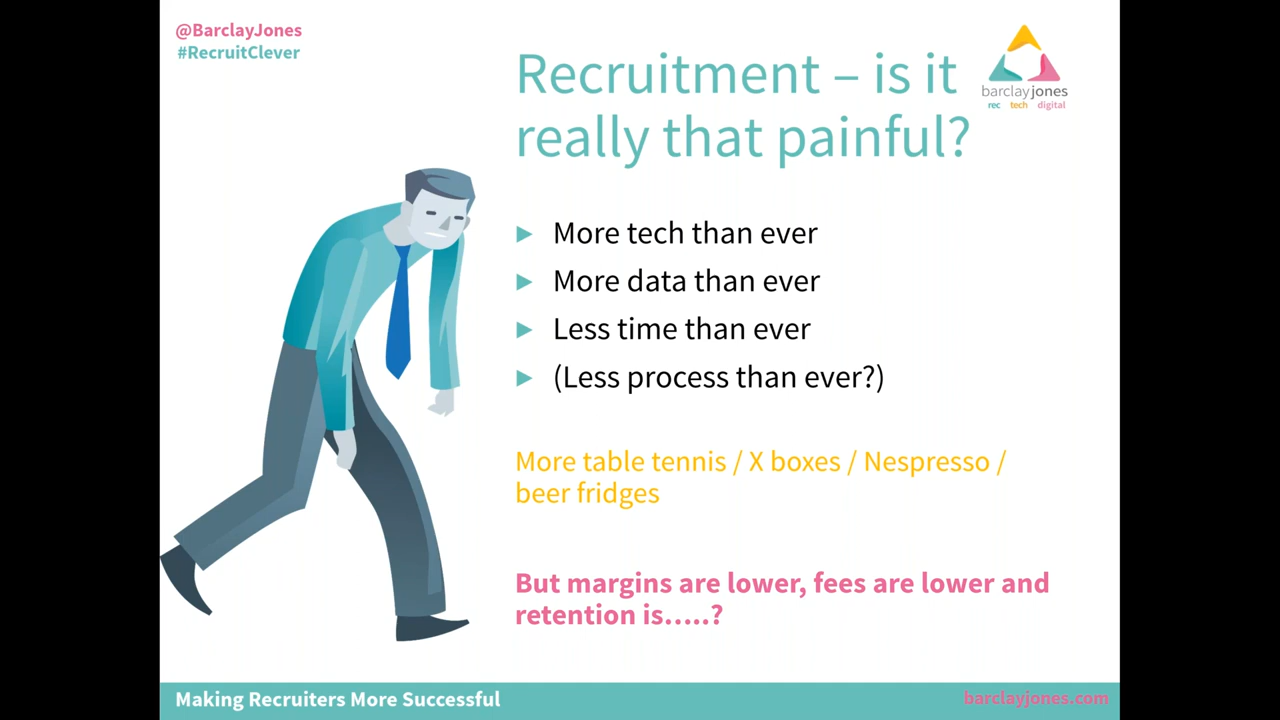 @BarclayJones
#RecruitClever
Recruitment – is it
really that painful?
barclayjones
rec tech digital
More tech than ever
More data than ever
Less time than ever
(Less process than ever?)
More table tennis / X boxes / Nespresso /
beer fridges
But margins are lower, fees are lower and
retention is.....?
Making Recruiters More Successful
barclayjones.com